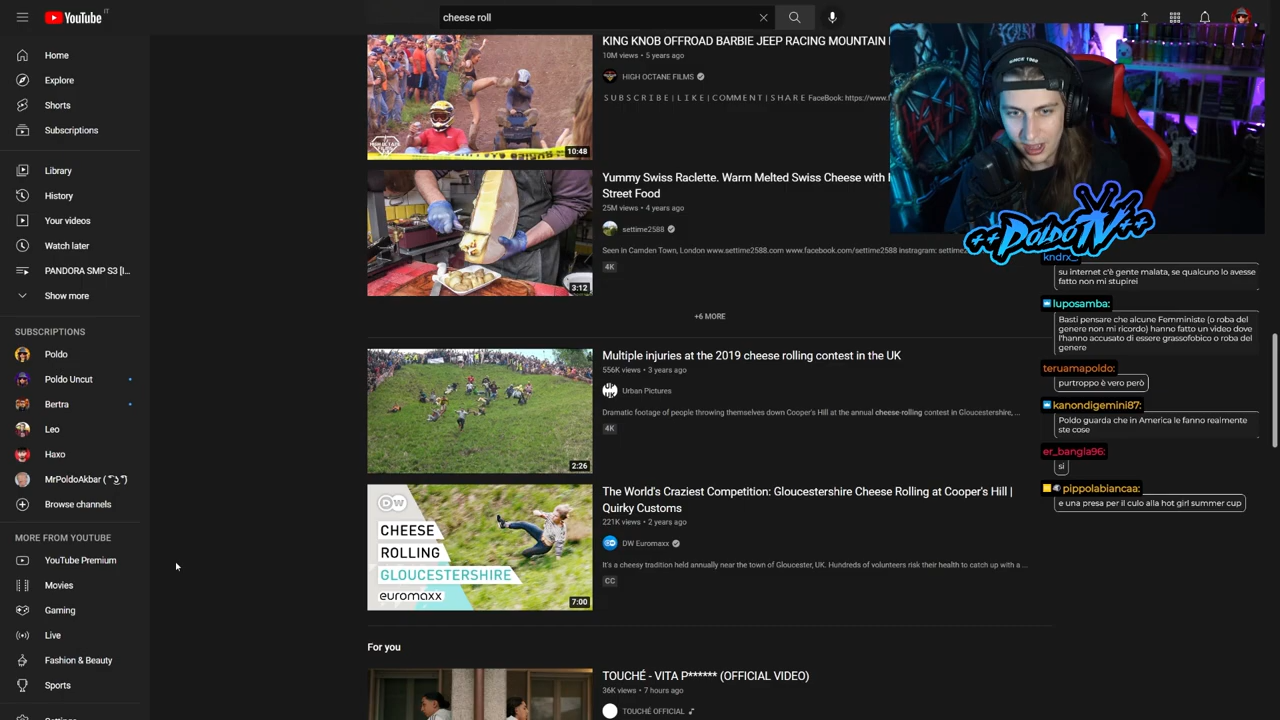 YouTube IT
cheese roll
Home
Explore
Shorts
Subscriptions
Library
History
Your videos
Watch later
PANDORA SMP S3 [I...
Show more
SUBSCRIPTIONS
Poldo
Poldo Uncut
Bertra
Leo
Haxo
MrPoldoAkbar ( ͡° ͜ʖ ͡°)
Browse channels
MORE FROM YOUTUBE
YouTube Premium
Movies
Gaming
Live
Fashion & Beauty
Sports
KING KNOB OFFROAD BARBIE JEEP RACING MOUNTAIN
10M views • 5 years ago
HIGH OCTANE FILMS
S U B S C R I B E | L I K E | C O M M E N T | S H A R E FaceBook: https://www.f
10:48
Yummy Swiss Raclette. Warm Melted Swiss Cheese with
Street Food
25M views • 4 years ago
settime2588
Seen in Camden Town, London www.settime2588.com www.facebook.com/settime2588 Instagram:
4K
3:12
+6 MORE
Multiple injuries at the 2019 cheese rolling contest in the UK
556K views • 3 years ago
Urban Pictures
Dramatic footage of people throwing themselves down Cooper's Hill at the annual cheese-rolling contest in Gloucestershire, ...
4K
2:26
The World's Craziest Competition: Gloucestershire Cheese Rolling at Cooper's Hill |
Quirky Customs
221K views • 2 years ago
DW Euromaxx
It's a cheesy tradition held annually near the town of Gloucester, UK. Hundreds of volunteers risk their health to catch up with a ...
CC
DW
CHEESE
ROLLING
GLOUCESTERSHIRE
euromaxx
7:00
For you
TOUCHÉ - VITA P****** (OFFICIAL VIDEO)
36K views • 7 hours ago
TOUCHÉ OFFICIAL
SINCE 1998
++POLDO TV++
kndrx_:
su internet c'è gente malata, se qualcuno lo avesse
fatto non mi stupirei
luposamba:
Basti pensare che alcune Femministe (o roba del
genere non mi ricordo) hanno fatto un video dove
l'hanno accusato di essere grassofobico o roba del
genere
teruamapoldo:
purtroppo è vero però
kanondigemini87:
Poldo guarda che in America le fanno realmente
ste cose
er_bangla96:
si
pippolabiancaa:
e una presa per il culo alla hot girl summer cup